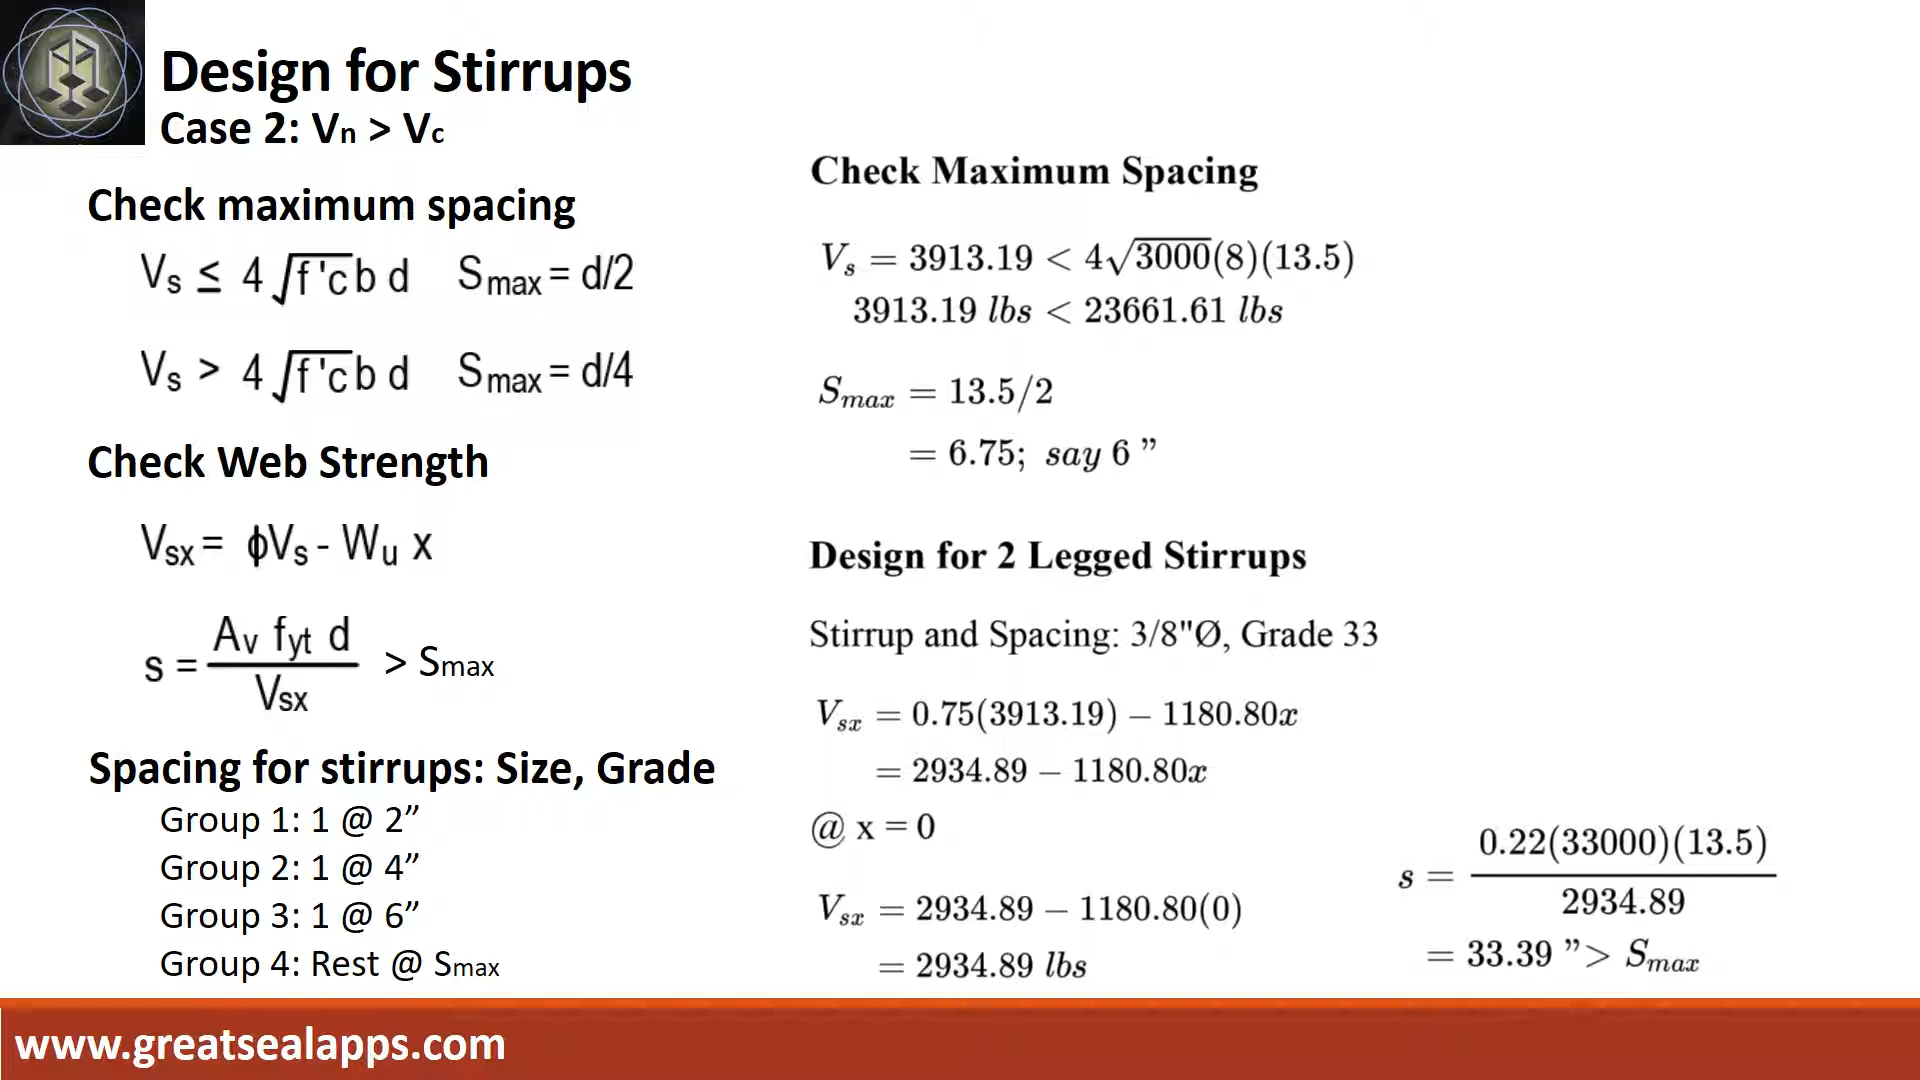 Design for Stirrups
Case 2: Vn > Vc
Check maximum spacing
Vs ≤ 4 √f 'c b d Smax = d/2
Vs > 4 √f 'c b d Smax = d/4
Check Web Strength
Vsx = ϕVs - Wu x
s = Av fyt d / Vsx > Smax
Spacing for stirrups: Size, Grade
Group 1: 1 @ 2”
Group 2: 1 @ 4”
Group 3: 1 @ 6”
Group 4: Rest @ Smax
Check Maximum Spacing
Vs = 3913.19 < 4√3000(8)(13.5)
3913.19 lbs < 23661.61 lbs
Smax = 13.5/2
= 6.75; say 6 ”
Design for 2 Legged Stirrups
Stirrup and Spacing: 3/8"Ø, Grade 33
Vsx = 0.75(3913.19) − 1180.80x
= 2934.89 − 1180.80x
@ x = 0
Vsx = 2934.89 − 1180.80(0)
= 2934.89 lbs
s = 0.22(33000)(13.5) / 2934.89
= 33.39 ” > Smax
www.greatsealapps.com